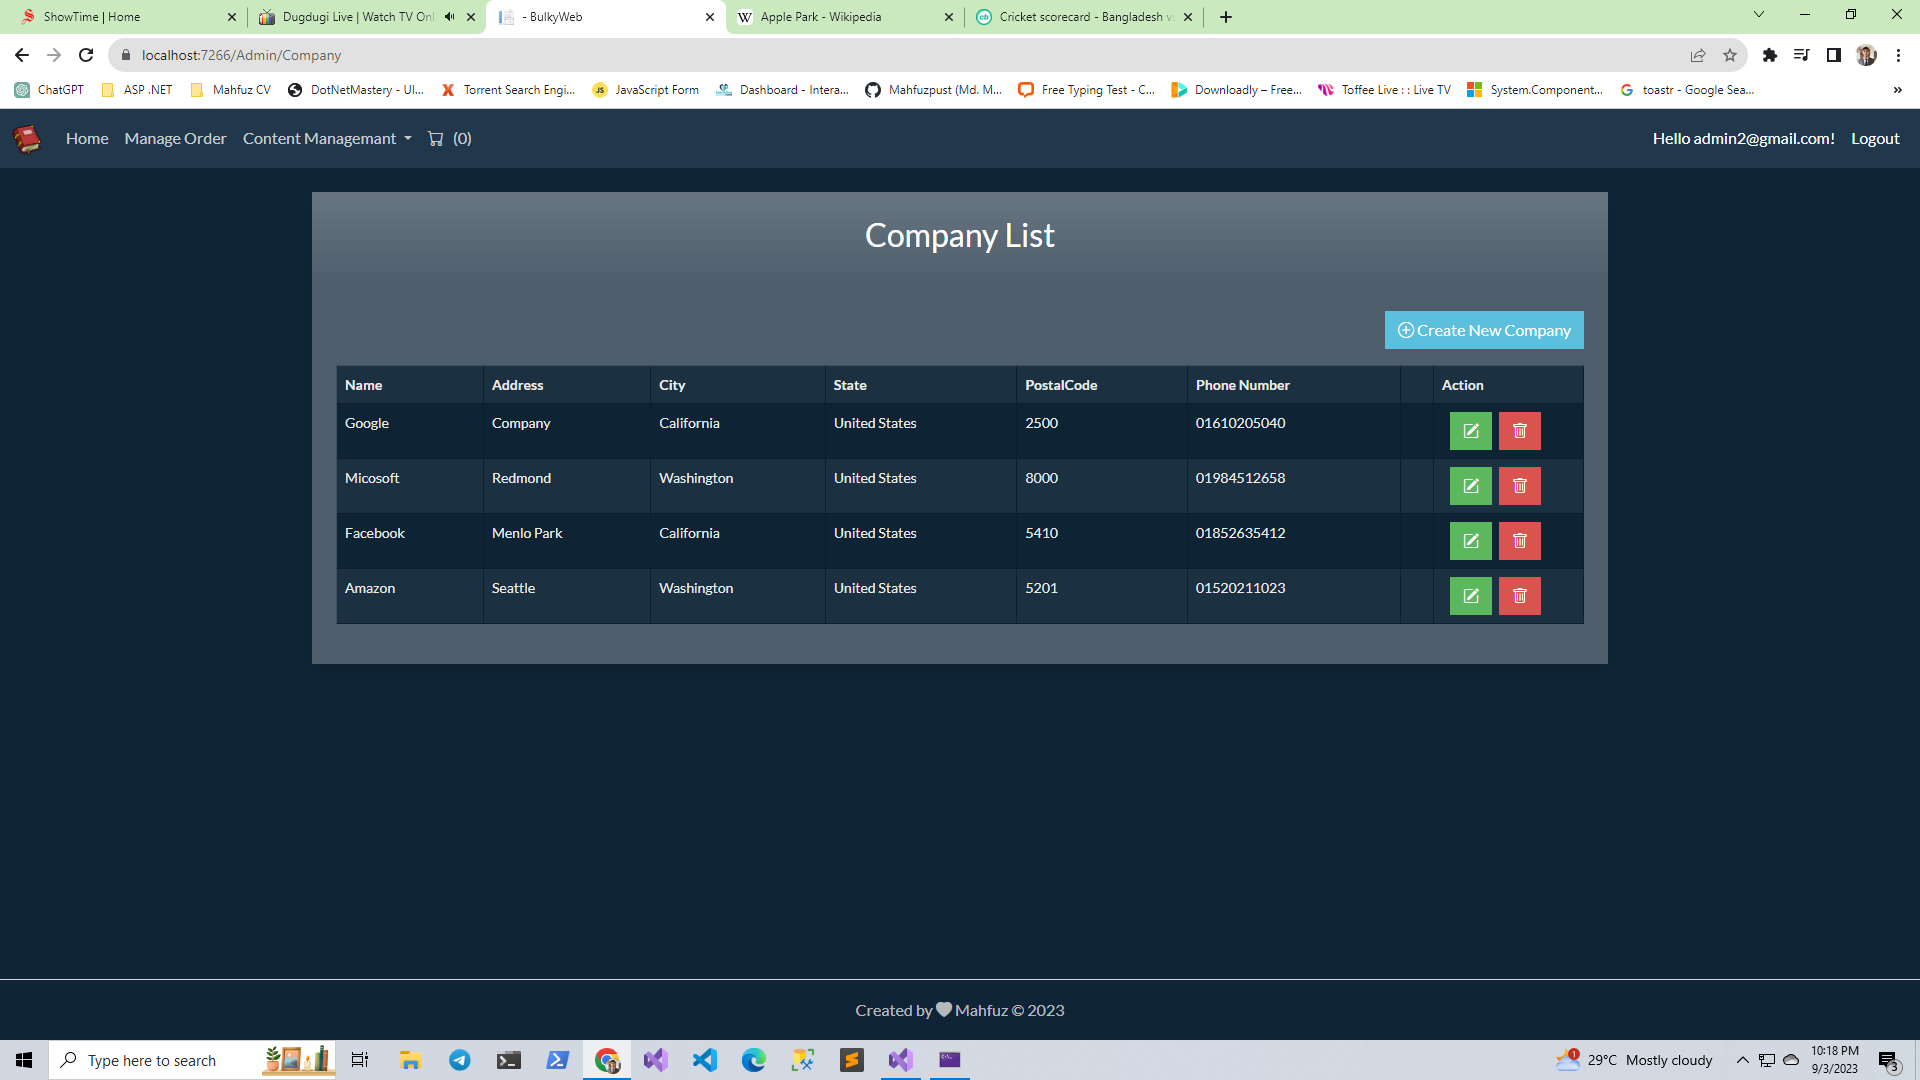 ShowTime | Home
Dugdugi Live | Watch TV Onl
- BulkyWeb
Apple Park - Wikipedia
Cricket scorecard - Bangladesh v
localhost:7266/Admin/Company
ChatGPT
ASP .NET
Mahfuz CV
DotNetMastery - UI...
Torrent Search Engi...
JavaScript Form
Dashboard - Intera...
Mahfuzpust (Md. M...
Free Typing Test - C...
Downloadly – Free...
Toffee Live : : Live TV
System.Component...
toastr - Google Sea...
»
Home
Manage Order
Content Managemant
(0)
Hello admin2@gmail.com!
Logout
Company List
Create New Company
Name Address City State PostalCode Phone Number Action
Google Company California United States 2500 01610205040
Micosoft Redmond Washington United States 8000 01984512658
Facebook Menlo Park California United States 5410 01852635412
Amazon Seattle Washington United States 5201 01520211023
Created by Mahfuz © 2023
Type here to search
1
29°C Mostly cloudy
10:18 PM
9/3/2023
3